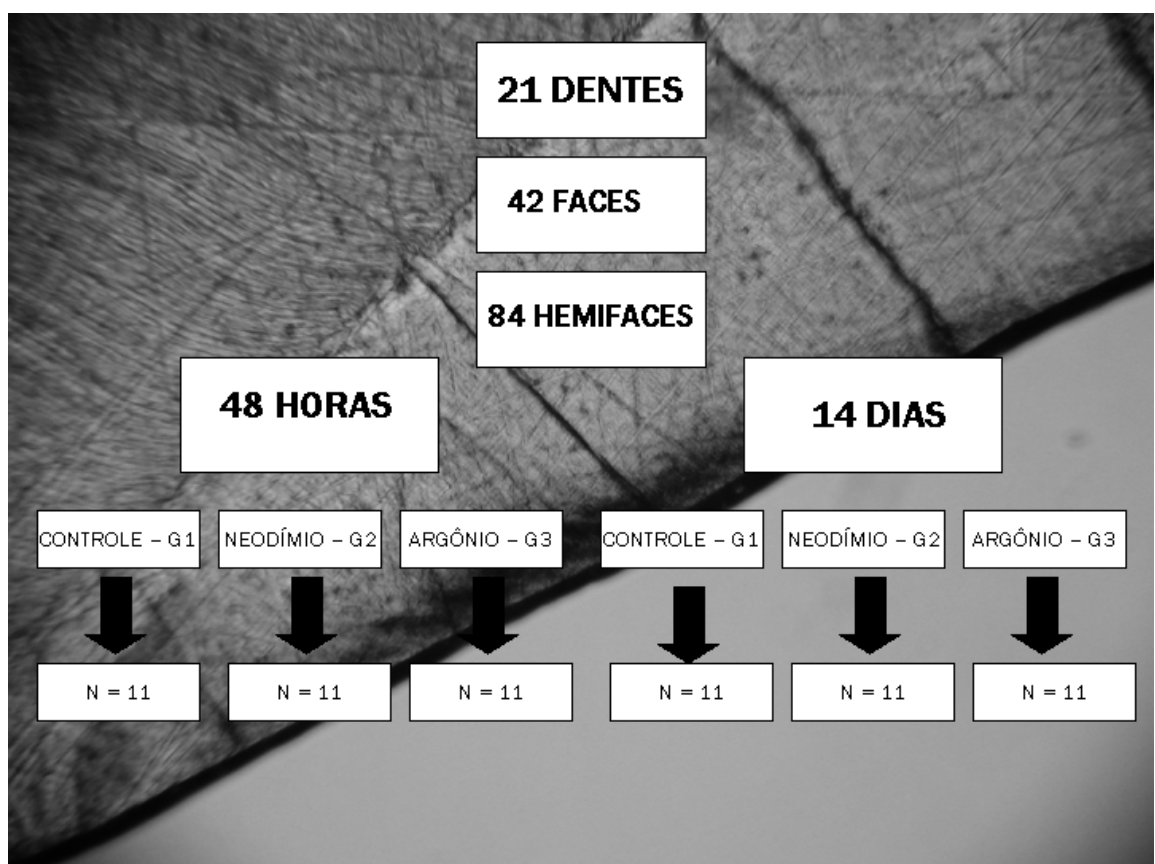 21 DENTES
42 FACES
84 HEMIFACES
48 HORAS
14 DIAS
CONTROLE – G1
NEODÍMIO – G2
ARGÔNIO – G3
CONTROLE – G1
NEODÍMIO – G2
ARGÔNIO – G3
N = 11
N = 11
N = 11
N = 11
N = 11
N = 11